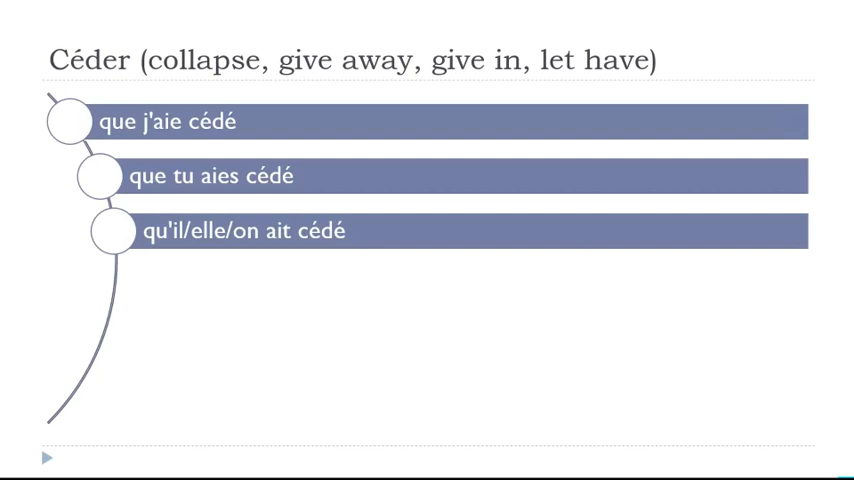 Céder (collapse, give away, give in, let have)
que j'aie cédé
que tu aies cédé
qu'il/elle/on ait cédé